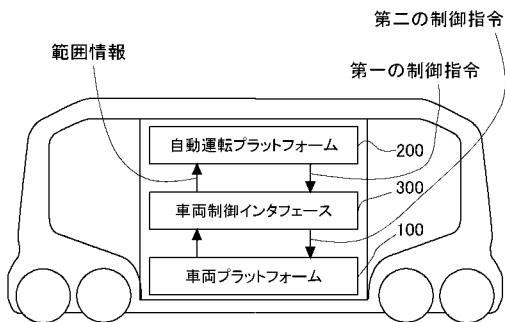 第二の制御指令
範囲情報
第一の制御指令
自動運転プラットフォーム
200
車両制御インタフェース
300
車両プラットフォーム
100